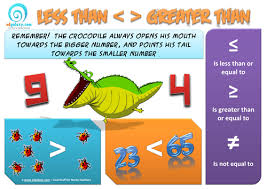 LESS THAN < > GREATER THAN
REMEMBER! THE CROCODILE ALWAYS OPENS HIS MOUTH
TOWARDS THE BIGGER NUMBER, AND POINTS HIS TAIL
TOWARDS THE SMALLER NUMBER
9
4
≤
Is less than or
equal to
≥
Is greater than
or equal to
≠
Is not equal to
>
23 < 65